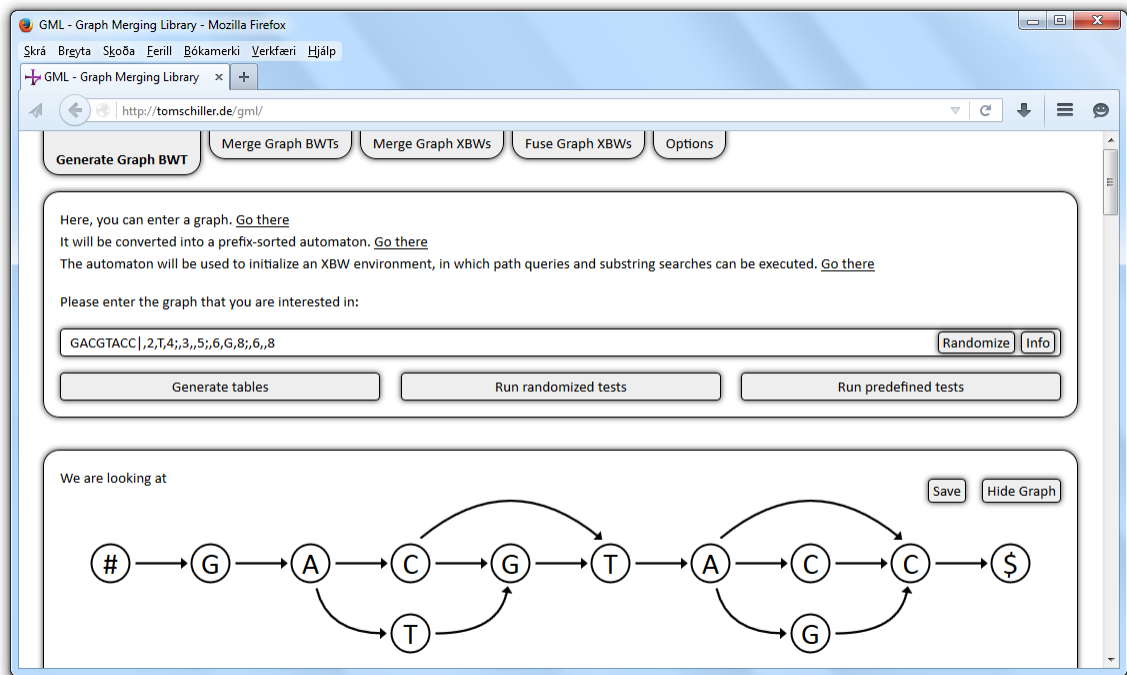 GML - Graph Merging Library - Mozilla Firefox
Skrá Breyta Skoða Ferill Bókamerki Verkfæri Hjálp
GML - Graph Merging Library × +
http://tomschiller.de/gml/
Generate Graph BWT Merge Graph BWTs Merge Graph XBWs Fuse Graph XBWs Options
Here, you can enter a graph. Go there
It will be converted into a prefix-sorted automaton. Go there
The automaton will be used to initialize an XBW environment, in which path queries and substring searches can be executed. Go there
Please enter the graph that you are interested in:
GACGTACC|,2,T,4;,3,,5;,6,G,8;,6,,8 Randomize Info
Generate tables Run randomized tests Run predefined tests
We are looking at Save Hide Graph
# G A C G T A C C $
T G